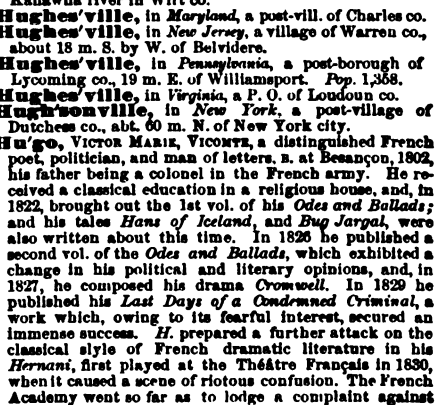 Kanawha river in Wirt co.
Hughes'ville, in Maryland, a post-vill. of Charles co.
Hughes'ville, in New Jersey, a village of Warren co.,
about 18 m. S. by W. of Belvidere.
Hughes'ville, in Pennsylvania, a post-borough of
Lycoming co., 19 m. E. of Williamsport. Pop. 1,358.
Hughes'ville, in Virginia, a P. O. of Loudoun co.
Hugh'sonville, in New York, a post-village of
Dutchess co., abt. 60 m. N. of New York city.
Hu'go, VICTOR MARIE, VICOMTE, a distinguished French
poet, politician, and man of letters, B. at Besançon, 1802,
his father being a colonel in the French army. He re-
ceived a classical education in a religious house, and, in
1822, brought out the 1st vol. of his Odes and Ballads;
and his tales Hans of Iceland, and Bug Jargal, were
also written about this time. In 1826 he published a
second vol. of the Odes and Ballads, which exhibited a
change in his political and literary opinions, and, in
1827, he composed his drama Cromwell. In 1829 he
published his Last Days of a Condemned Criminal, a
work which, owing to its fearful interest, secured an
immense success. H. prepared a further attack on the
classical slyle of French dramatic literature in his
Hernani, first played at the Théâtre Français in 1830,
when it caused a scene of riotous confusion. The French
Academy went so far as to lodge a complaint against